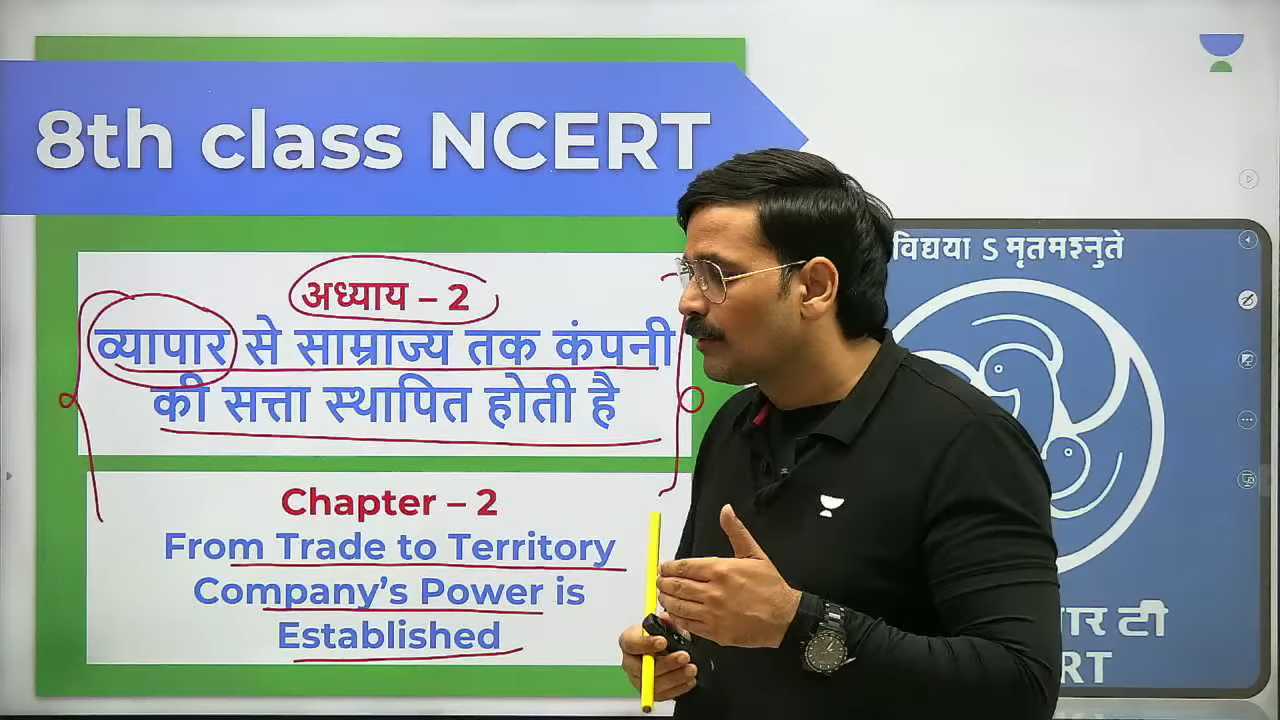 8th class NCERT
अध्याय – 2
व्यापार से साम्राज्य तक कंपनी
की सत्ता स्थापित होती है
Chapter – 2
From Trade to Territory
Company's Power is
Established
विद्यया S मृतमश्नुते
टी
RT